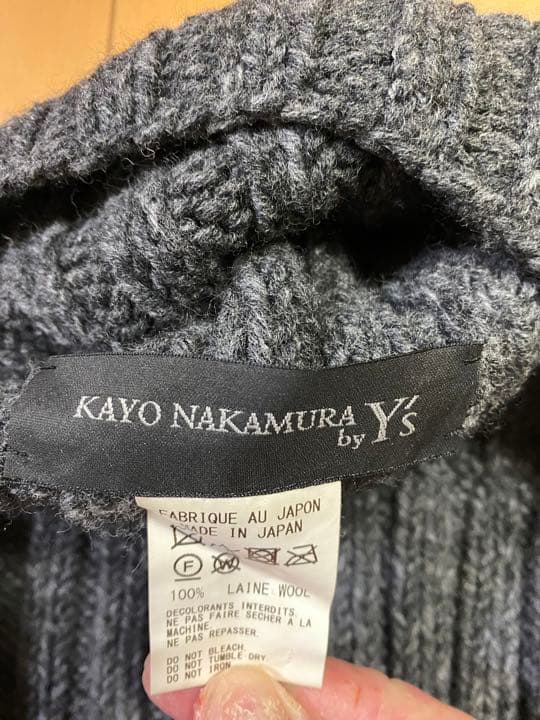 KAYO NAKAMURA
by Y's
FABRIQUE AU JAPON
MADE IN JAPAN
F W
100% LAINE WOOL
DECOLORANTS INTERDITS.
NE PAS FAIRE SECHER A LA
MACHINE.
NE PAS REPASSER.
DO NOT BLEACH.
DO NOT TUMBLE DRY.
DO NOT IRON.